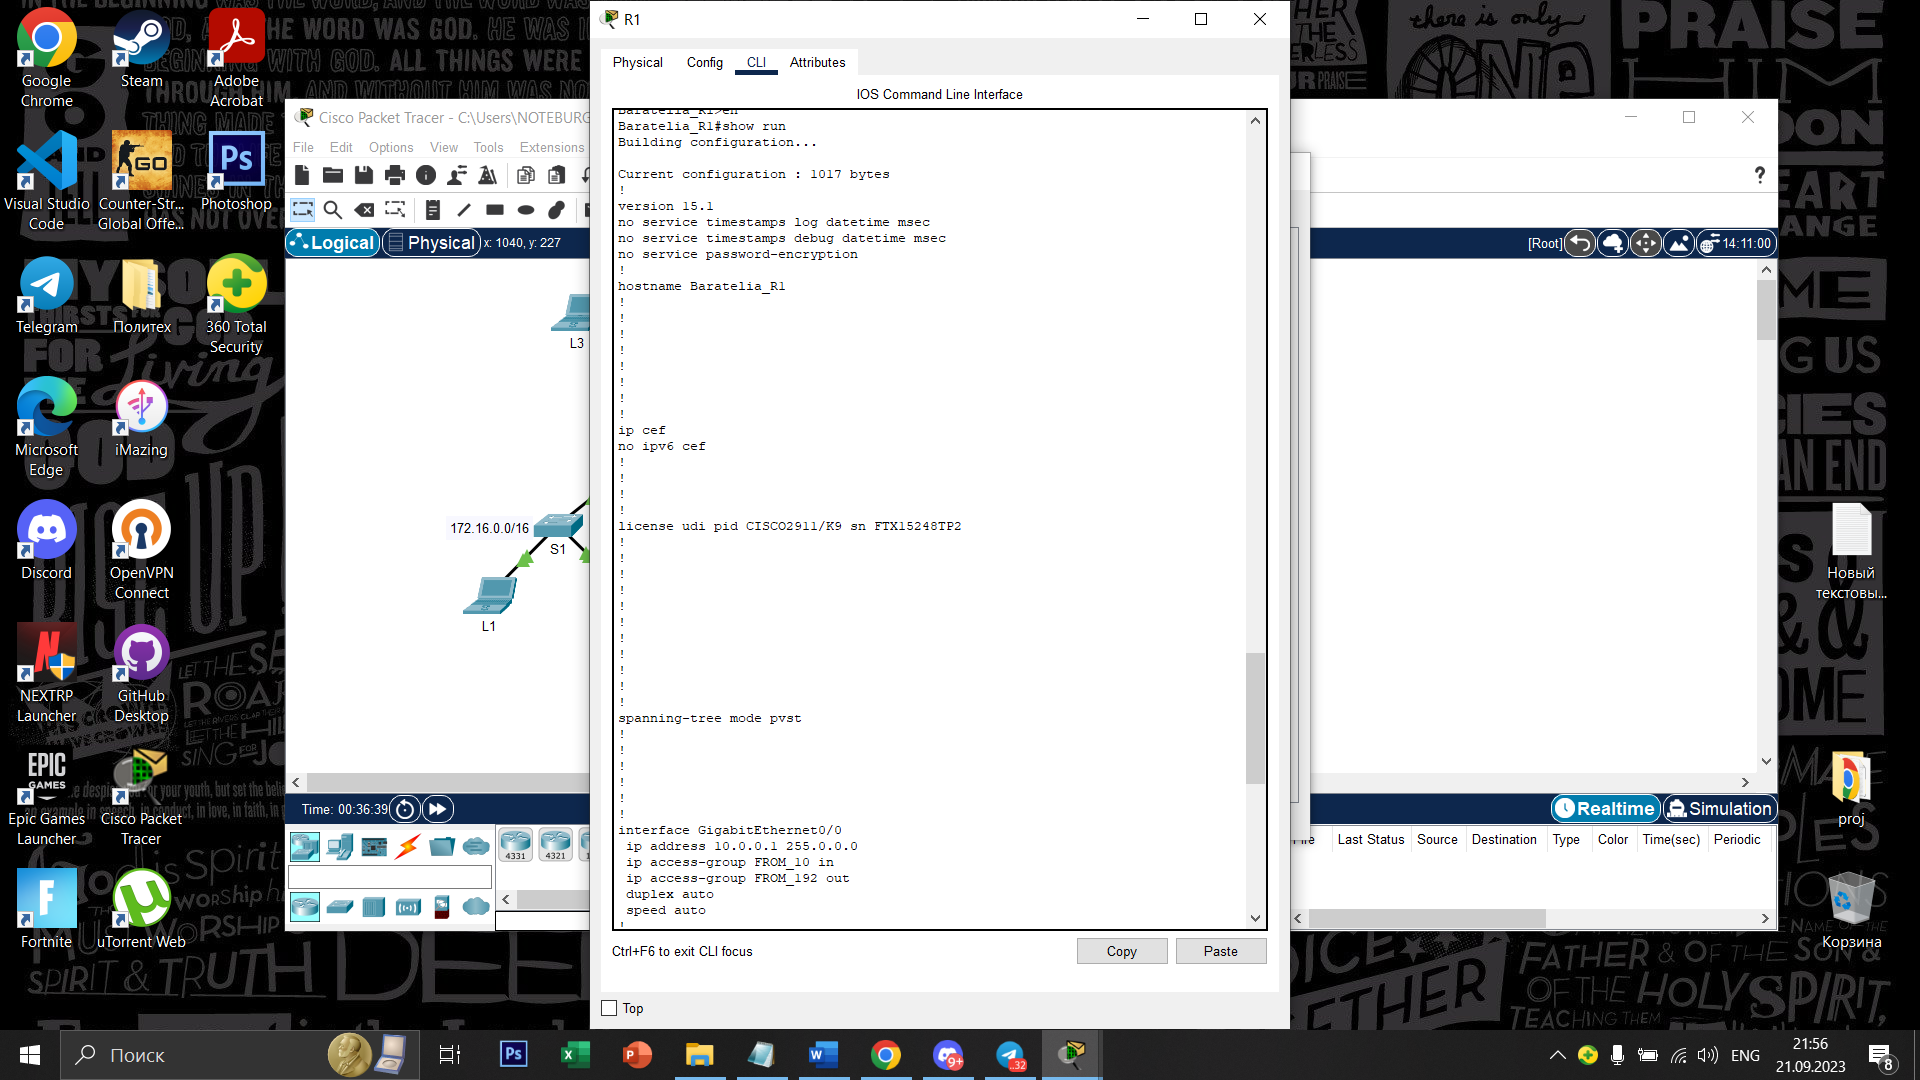 Google Chrome
Steam
Adobe Acrobat
Visual Studio Code
Counter-Str... Global Offe...
Photoshop
Telegram
Политех
360 Total Security
Microsoft Edge
iMazing
Discord
OpenVPN Connect
NEXTRP Launcher
GitHub Desktop
Epic Games Launcher
Cisco Packet Tracer
Fortnite
uTorrent Web
Cisco Packet Tracer - C:\Users\NOTEBURG
File Edit Options View Tools Extensions
Logical
Physical
x: 1040, y: 227
[Root]
14:11:00
L3
172.16.0.0/16
S1
L1
Time: 00:36:39
Realtime
Simulation
4331
4321
Last Status Source Destination Type Color Time(sec) Periodic
R1
Physical Config CLI Attributes
IOS Command Line Interface
Baratelia_R1>en
Baratelia_R1#show run
Building configuration...
Current configuration : 1017 bytes
!
version 15.1
no service timestamps log datetime msec
no service timestamps debug datetime msec
no service password-encryption
!
hostname Baratelia_R1
!
!
!
!
!
!
!
!
ip cef
no ipv6 cef
!
!
!
!
license udi pid CISCO2911/K9 sn FTX15248TP2
!
!
!
!
!
!
!
!
!
!
!
spanning-tree mode pvst
!
!
!
!
!
!
interface GigabitEthernet0/0
ip address 10.0.0.1 255.0.0.0
ip access-group FROM_10 in
ip access-group FROM_192 out
duplex auto
speed auto
!
Ctrl+F6 to exit CLI focus
Copy
Paste
Top
Новый текстовы...
proj
Корзина
Поиск
9+
32
ENG
21:56
21.09.2023
8